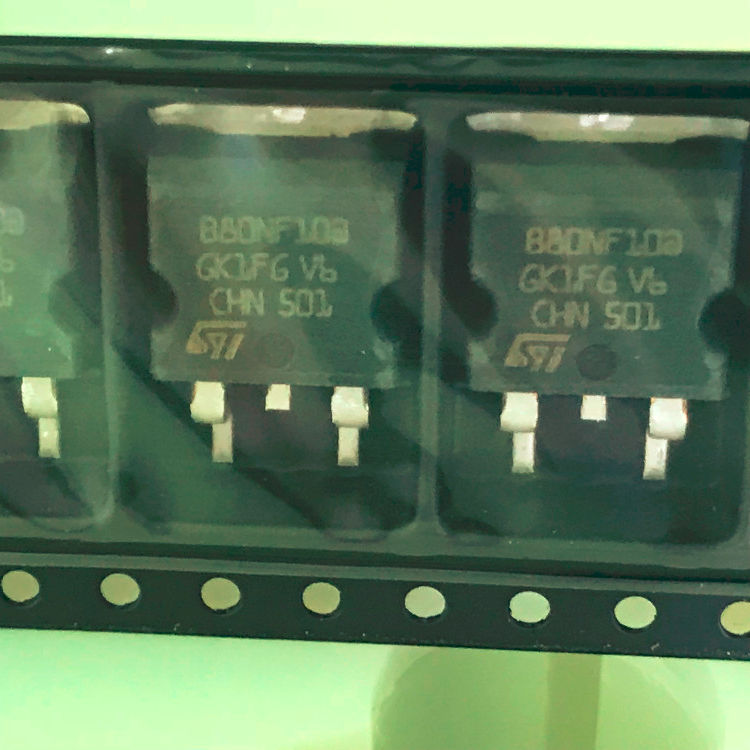 B80NF10@
GK1FG V6
CHN 501
ST
B80NF10@
GK1FG V6
CHN 501
ST